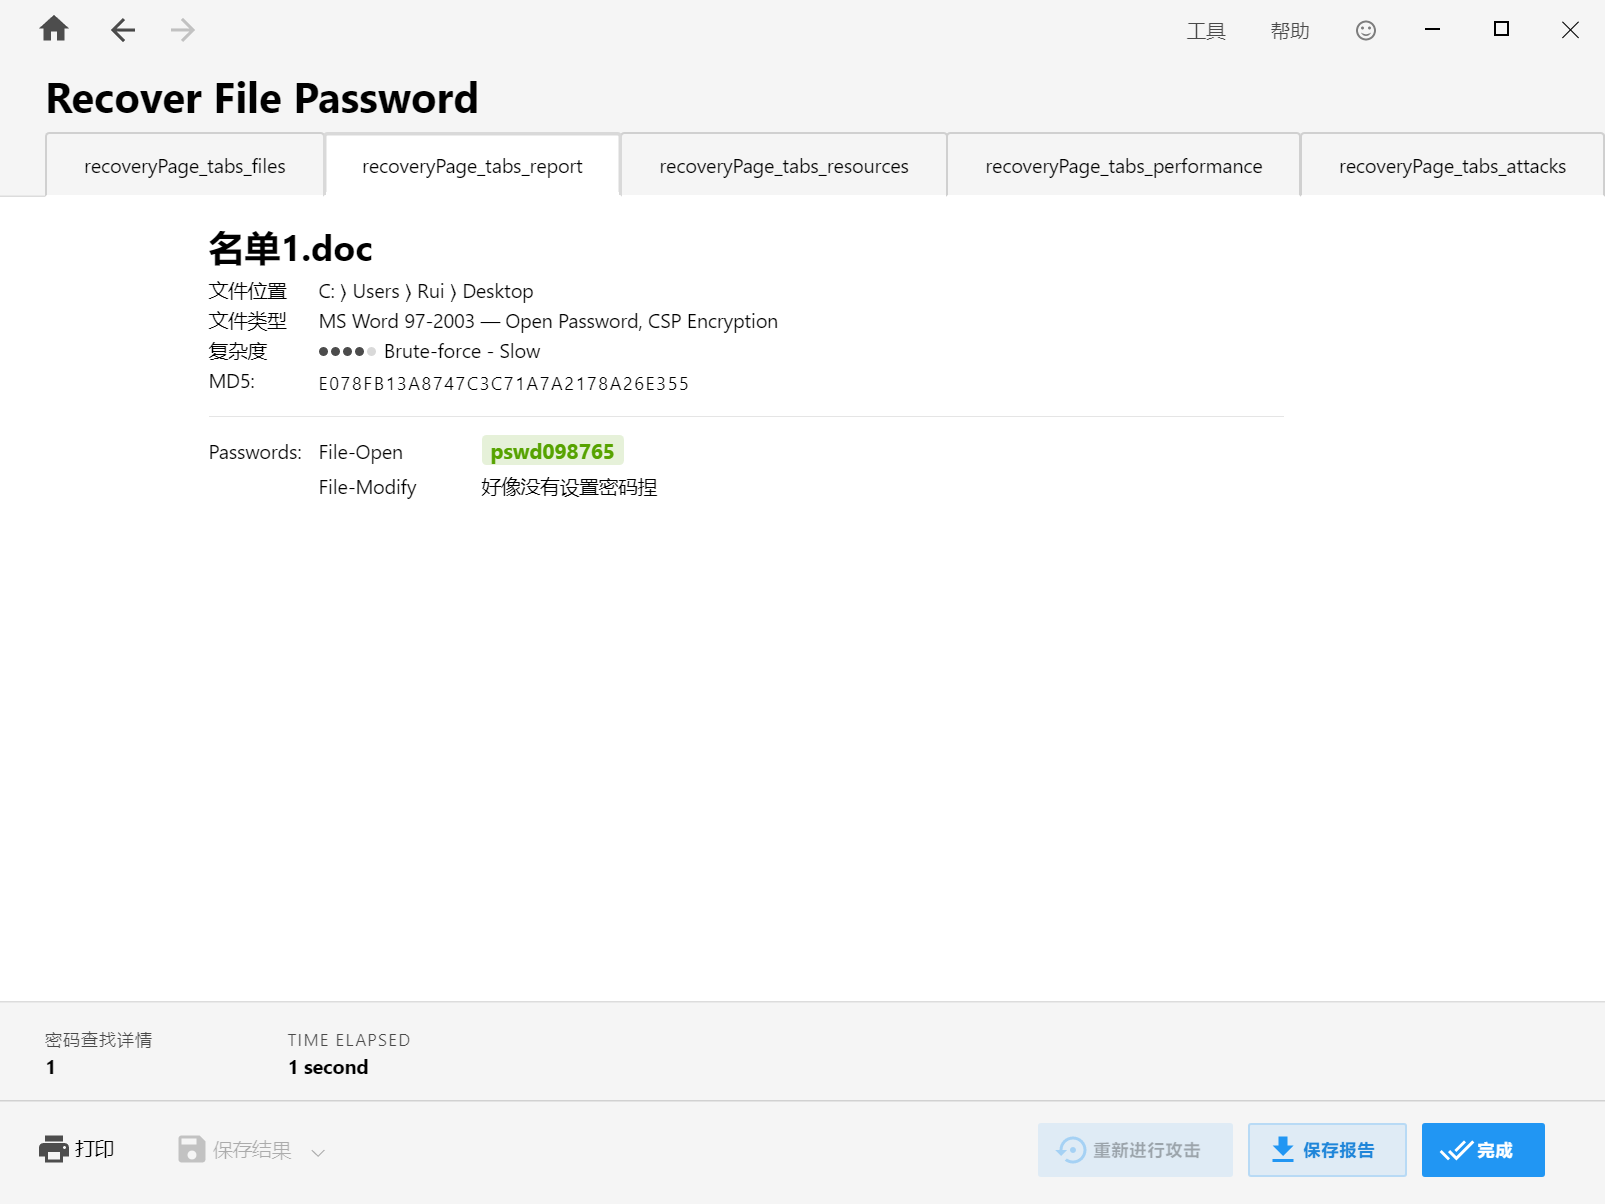 工具 帮助
Recover File Password
recoveryPage_tabs_files recoveryPage_tabs_report recoveryPage_tabs_resources recoveryPage_tabs_performance recoveryPage_tabs_attacks
名单1.doc
文件位置 C: ⟩ Users ⟩ Rui ⟩ Desktop
文件类型 MS Word 97-2003 — Open Password, CSP Encryption
复杂度 Brute-force - Slow
MD5: E078FB13A8747C3C71A7A2178A26E355
Passwords: File-Open pswd098765
File-Modify 好像没有设置密码捏
密码查找详情 TIME ELAPSED
1 1 second
打印 保存结果 重新进行攻击 保存报告 完成